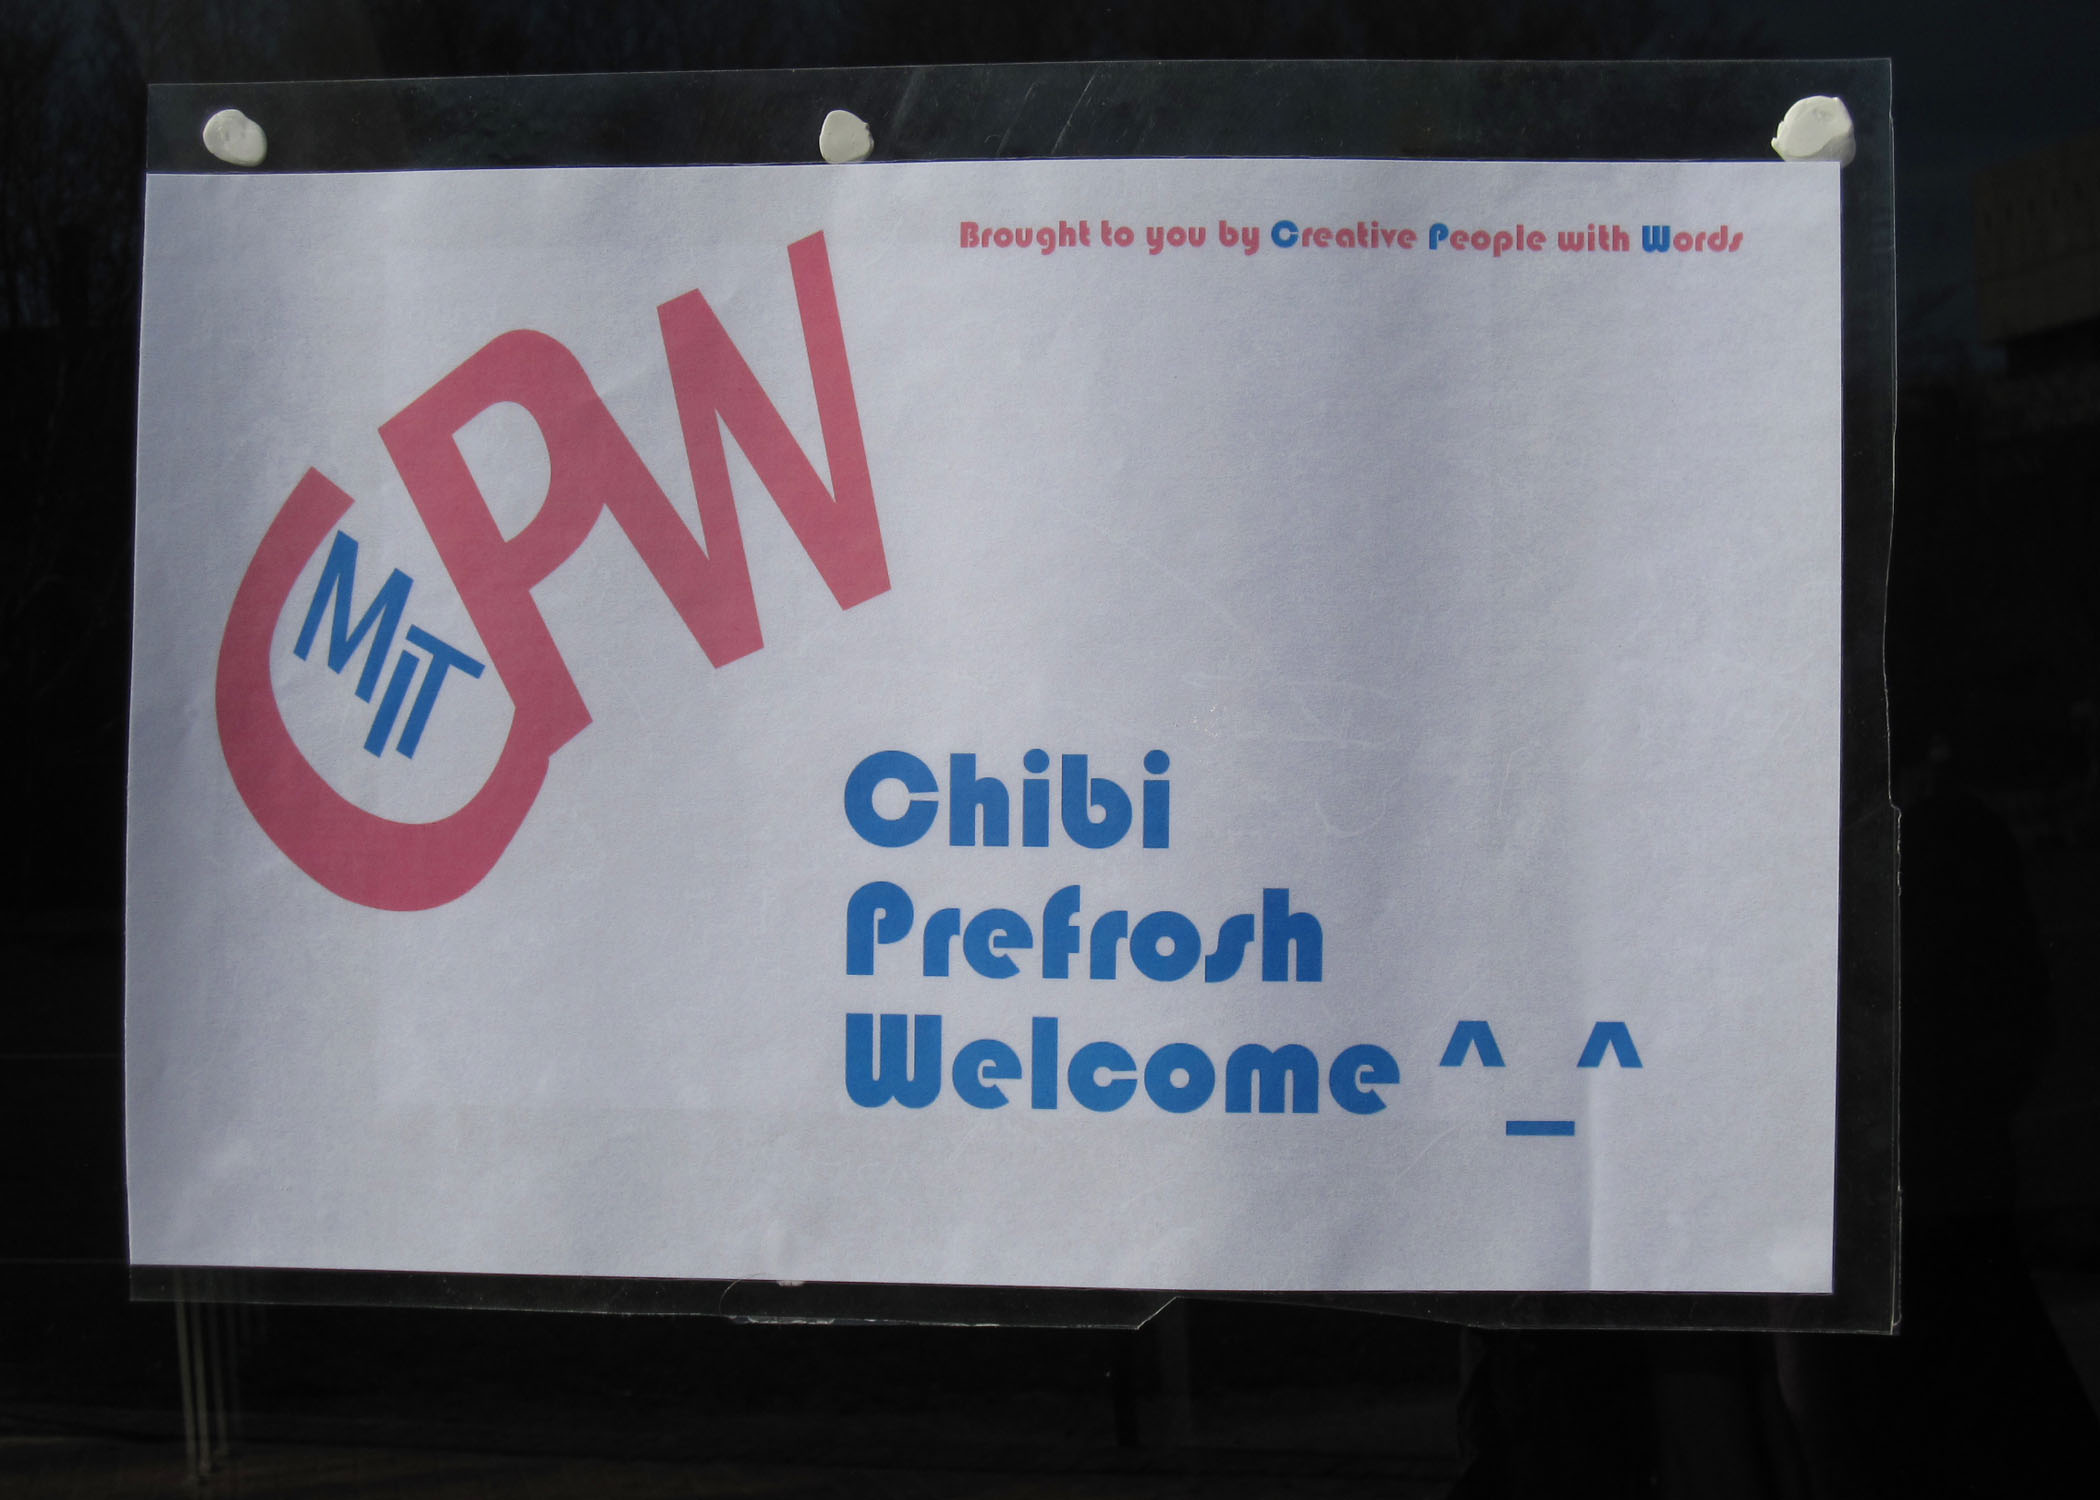 Brought to you by Creative People with Words
CPW
MIT
Chibi
Prefrosh
Welcome ^_^